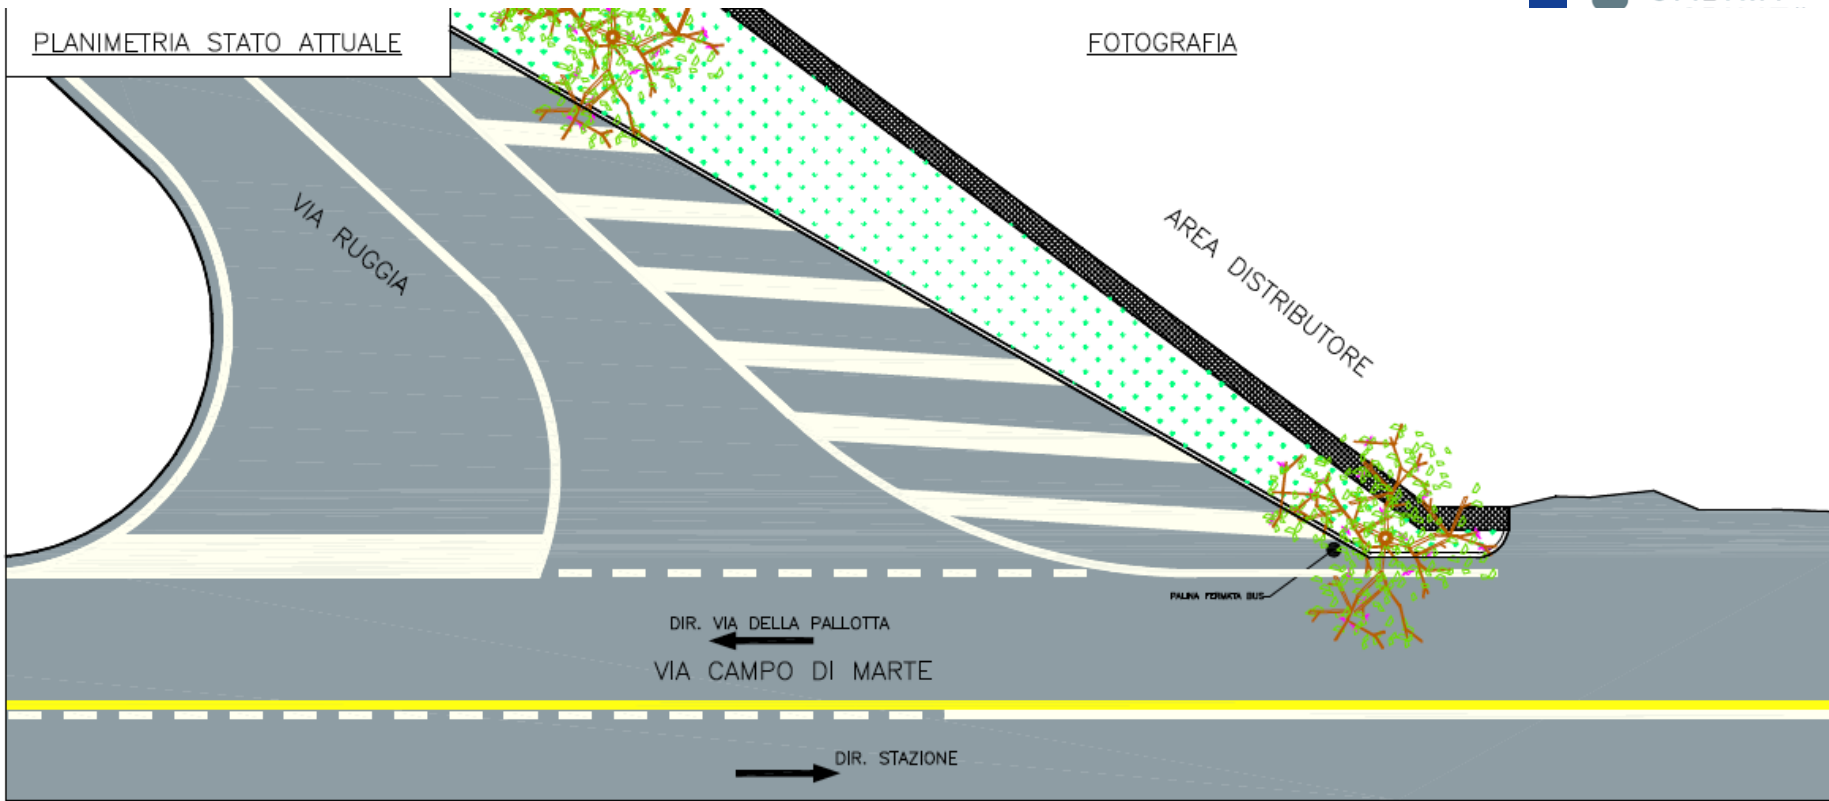 PLANIMETRIA STATO ATTUALE
FOTOGRAFIA
VIA RUGGIA
AREA DISTRIBUTORE
PALINA FERMATA BUS
DIR. VIA DELLA PALLOTTA
VIA CAMPO DI MARTE
DIR. STAZIONE